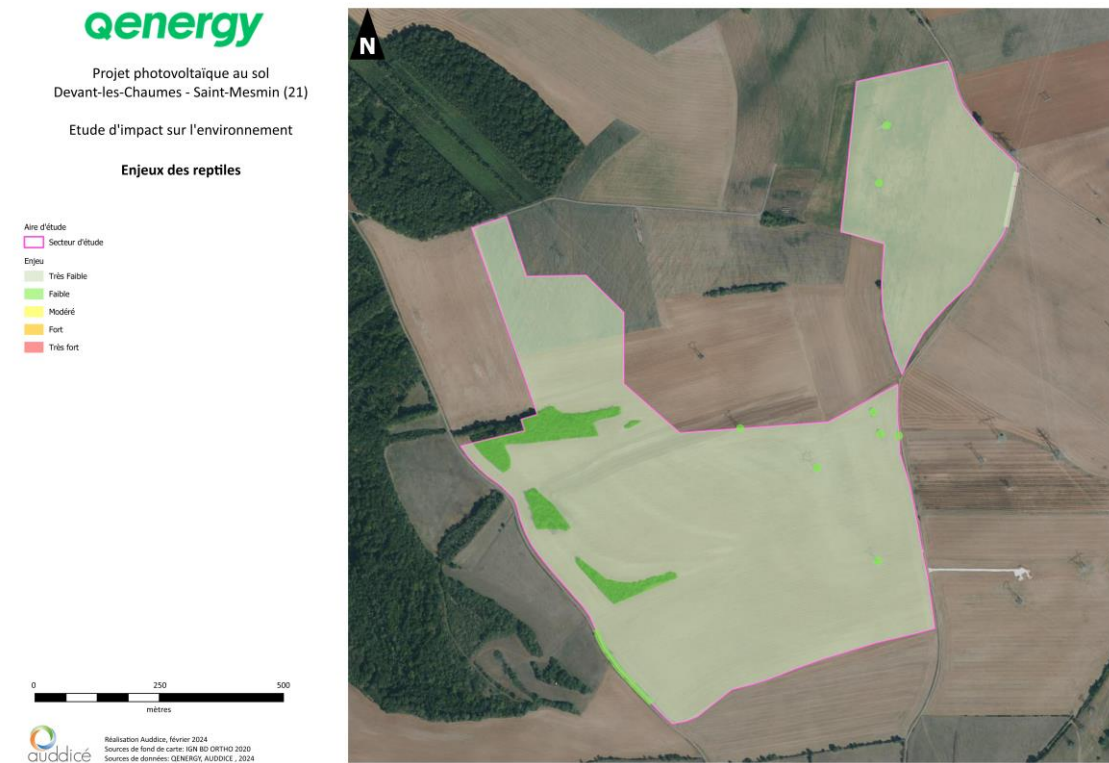 Qenergy
Projet photovoltaïque au sol
Devant-les-Chaumes - Saint-Mesmin (21)
Etude d'impact sur l'environnement
Enjeux des reptiles
Aire d'étude
Secteur d'étude
Enjeu
Très Faible
Faible
Modéré
Fort
Très fort
N
0 250 500
mètres
auddicé
Réalisation Auddice, février 2024
Sources de fond de carte: IGN BD ORTHO 2020
Sources de données: QENERGY, AUDDICE , 2024